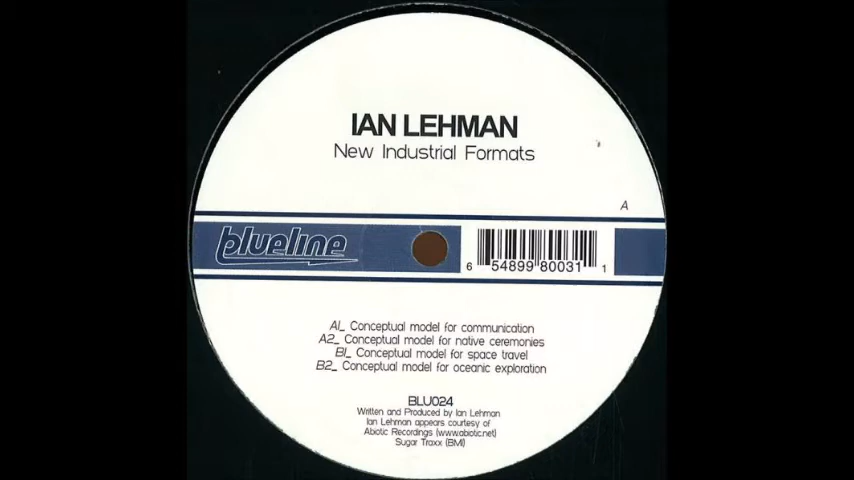 IAN LEHMAN
New Industrial Formats
A
blueline
6 54899 80031 1
A1_ Conceptual model for communication
A2_ Conceptual model for native ceremonies
B1_ Conceptual model for space travel
B2_ Conceptual model for oceanic exploration
BLU024
Written and Produced by Ian Lehman
Ian Lehman appears courtesy of
Abiotic Recordings (www.abiotic.net)
Sugar Traxx (BMI)